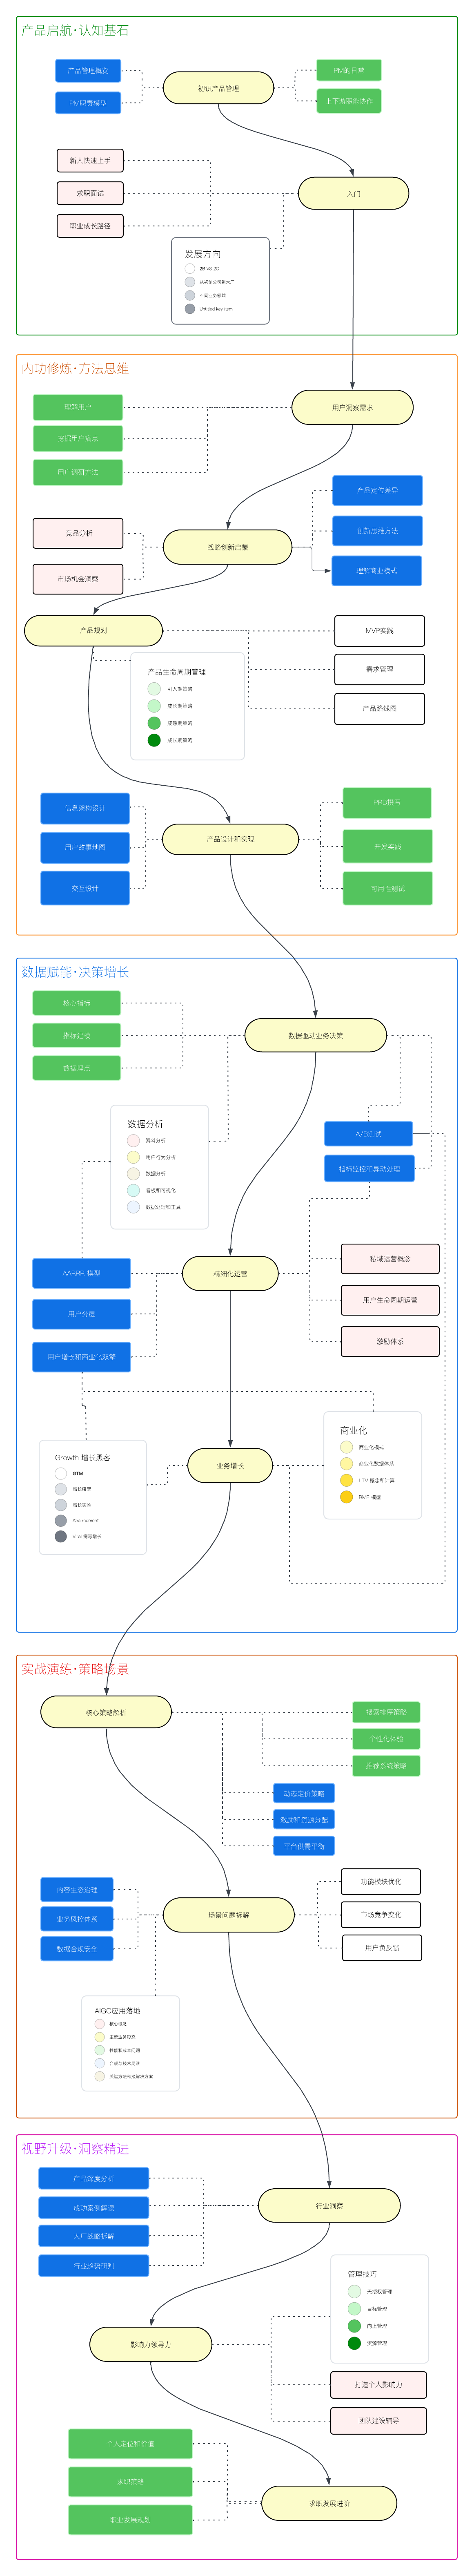 产品启航·认知基石
产品管理概览
PM职责模型
初识产品管理
PM的日常
上下游职能协作
新人快速上手
求职面试
职业成长路径
入门
发展方向
2B VS 2C
从初创公司到大厂
不同业务领域
Untitled key item
内功修炼·方法思维
理解用户
挖掘用户痛点
用户调研方法
用户洞察需求
产品定位差异
创新思维方法
理解商业模式
竞品分析
市场机会洞察
战略创新启蒙
产品规划
MVP实践
需求管理
产品路线图
产品生命周期管理
引入期策略
成长期策略
成熟期策略
成长期策略
信息架构设计
用户故事地图
交互设计
产品设计和实现
PRD撰写
开发实践
可用性测试
数据赋能·决策增长
核心指标
指标建模
数据埋点
数据驱动业务决策
数据分析
漏斗分析
用户行为分析
数据分析
看板和可视化
数据处理和工具
A/B测试
指标监控和异动处理
AARRR 模型
用户分层
用户增长和商业化双擎
精细化运营
私域运营概念
用户生命周期运营
激励体系
Growth 增长黑客
GTM
增长模型
增长实验
Aha moment
Viral 病毒增长
业务增长
商业化
商业化模式
商业化数据体系
LTV 概念和计算
RMF 模型
实战演练·策略场景
核心策略解析
搜索排序策略
个性化体验
推荐系统策略
动态定价策略
激励和资源分配
平台供需平衡
内容生态治理
业务风控体系
数据合规安全
场景问题拆解
功能模块优化
市场竞争变化
用户负反馈
AIGC应用落地
核心概念
主流业务形态
性能和成本问题
合规与技术局限
关键方法和破解决方案
视野升级·洞察精进
产品深度分析
成功案例解读
大厂战略拆解
行业趋势研判
行业洞察
管理技巧
无授权管理
目标管理
向上管理
资源管理
影响力领导力
打造个人影响力
团队建设辅导
个人定位和价值
求职策略
职业发展规划
求职发展进阶